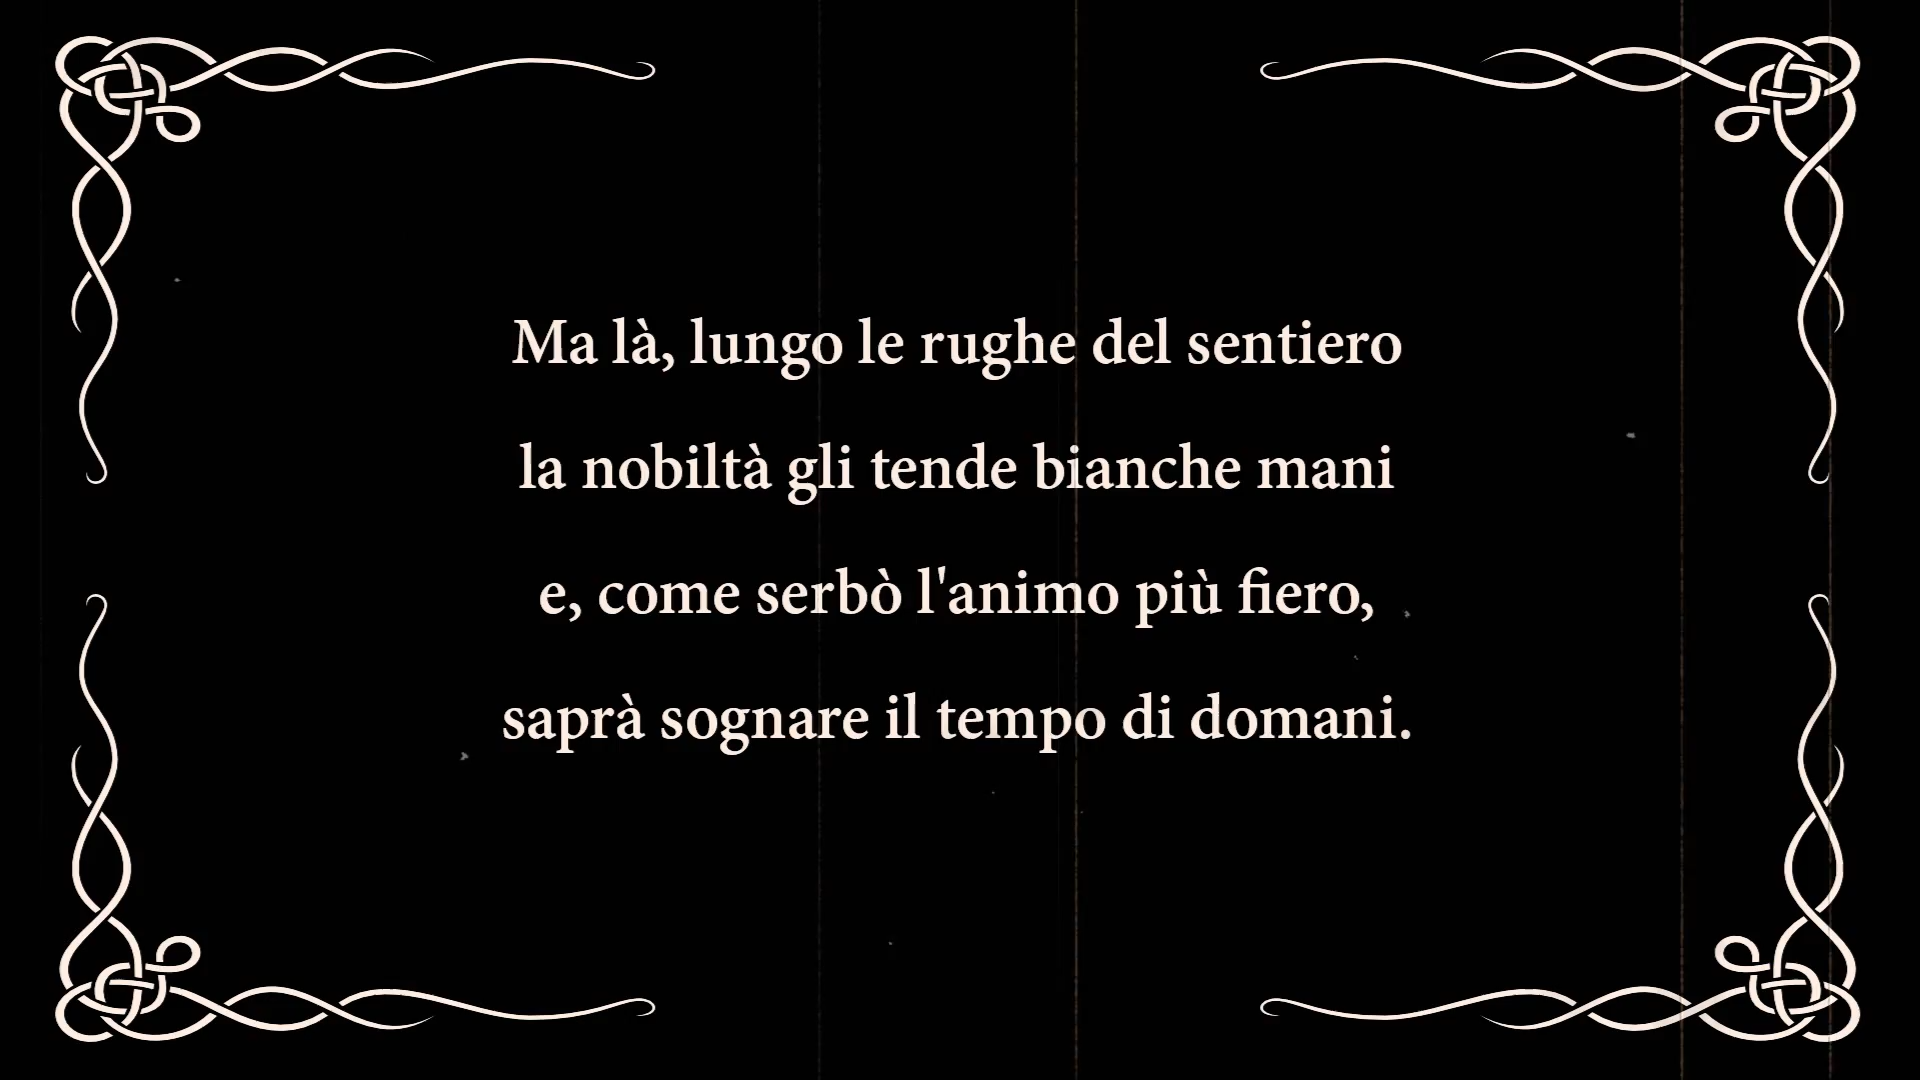 Ma là, lungo le rughe del sentiero
la nobiltà gli tende bianche mani
e, come serbò l'animo più fiero,
saprà sognare il tempo di domani.